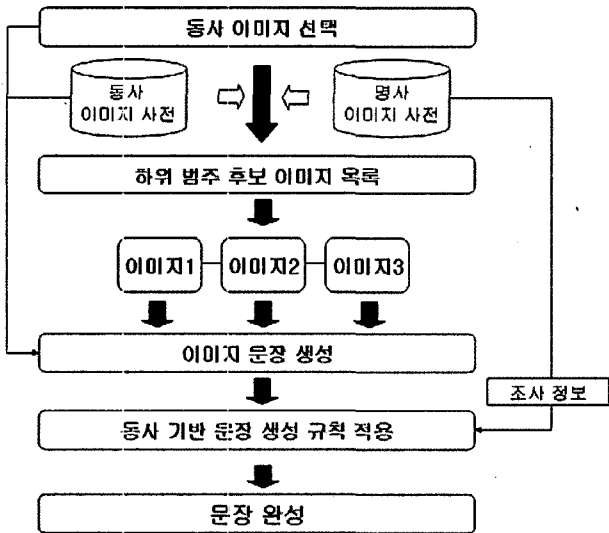 동사 이미지 선택
동사
이미지 사전
명사
이미지 사전
하위 범주 후보 이미지 목록
이미지1
이미지2
이미지3
이미지 문장 생성
조사 정보
동사 기반 문장 생성 규칙 적용
문장 완성